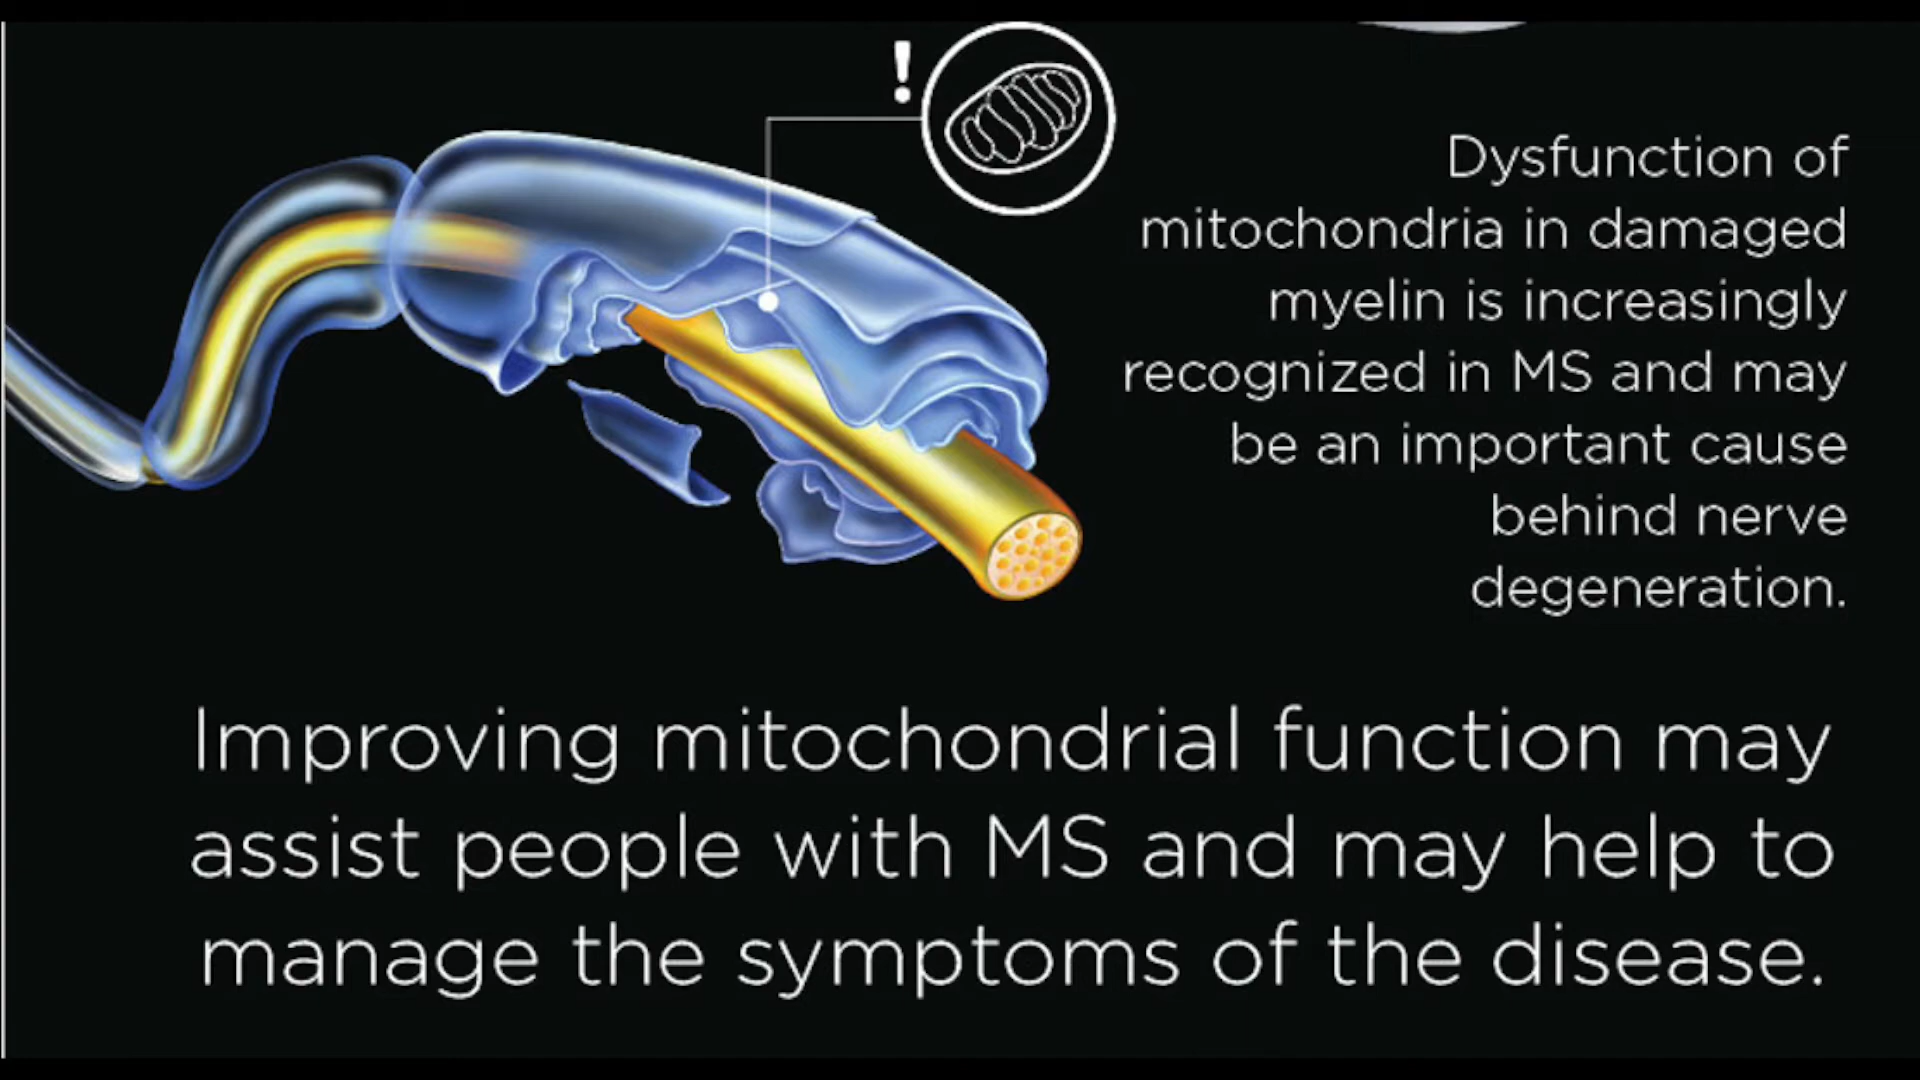 !
Dysfunction of
mitochondria in damaged
myelin is increasingly
recognized in MS and may
be an important cause
behind nerve
degeneration.
Improving mitochondrial function may
assist people with MS and may help to
manage the symptoms of the disease.